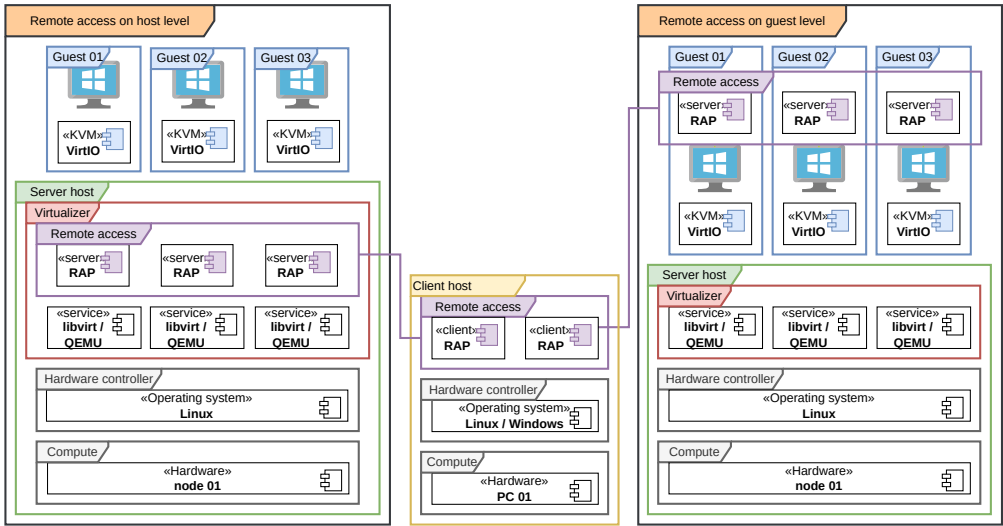 Remote access on host level
Guest 01
Guest 02
Guest 03
«KVM»
VirtIO
«KVM»
VirtIO
«KVM»
VirtIO
Server host
Virtualizer
Remote access
«server»
RAP
«server»
RAP
«server»
RAP
«service»
libvirt /
QEMU
«service»
libvirt /
QEMU
«service»
libvirt /
QEMU
Hardware controller
«Operating system»
Linux
Compute
«Hardware»
node 01
Client host
Remote access
«client»
RAP
«client»
RAP
Hardware controller
«Operating system»
Linux / Windows
Compute
«Hardware»
PC 01
Remote access on guest level
Guest 01
Guest 02
Guest 03
Remote access
«server»
RAP
«server»
RAP
«server»
RAP
«KVM»
VirtIO
«KVM»
VirtIO
«KVM»
VirtIO
Server host
Virtualizer
«service»
libvirt /
QEMU
«service»
libvirt /
QEMU
«service»
libvirt /
QEMU
Hardware controller
«Operating system»
Linux
Compute
«Hardware»
node 01